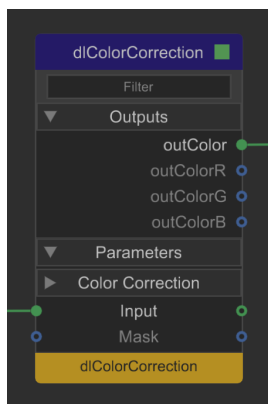 dlColorCorrection
Filter
Outputs
outColor
outColorR
outColorG
outColorB
Parameters
Color Correction
Input
Mask
dlColorCorrection